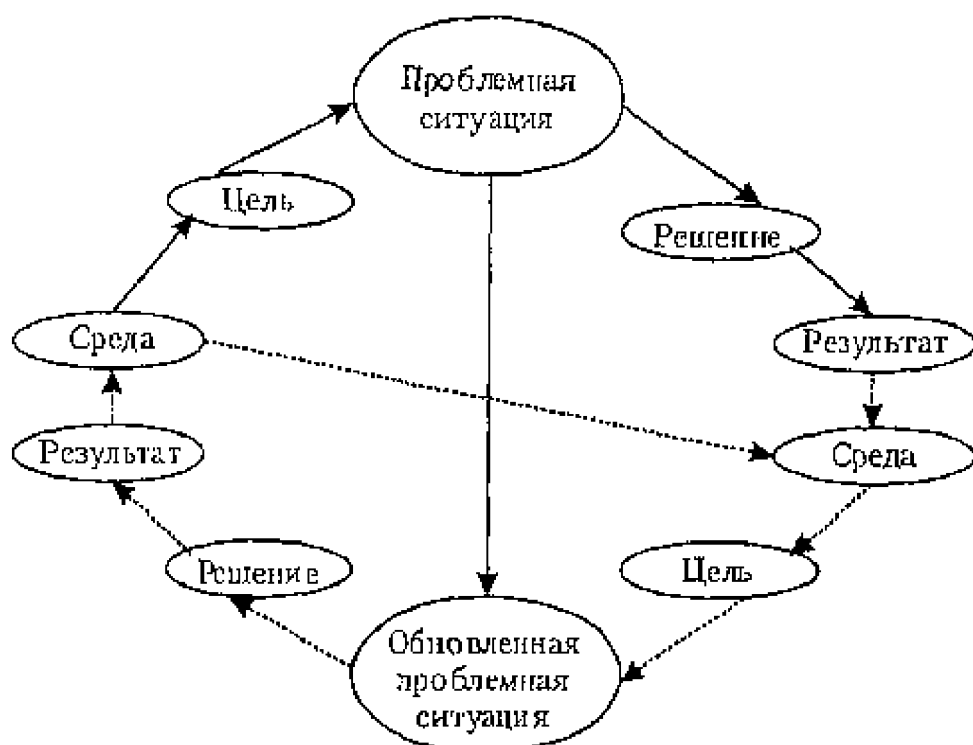 Проблемная
ситуация
Цель
Решение
Среда
Результат
Результат
Среда
Решение
Цель
Обновленная
проблемная
ситуация